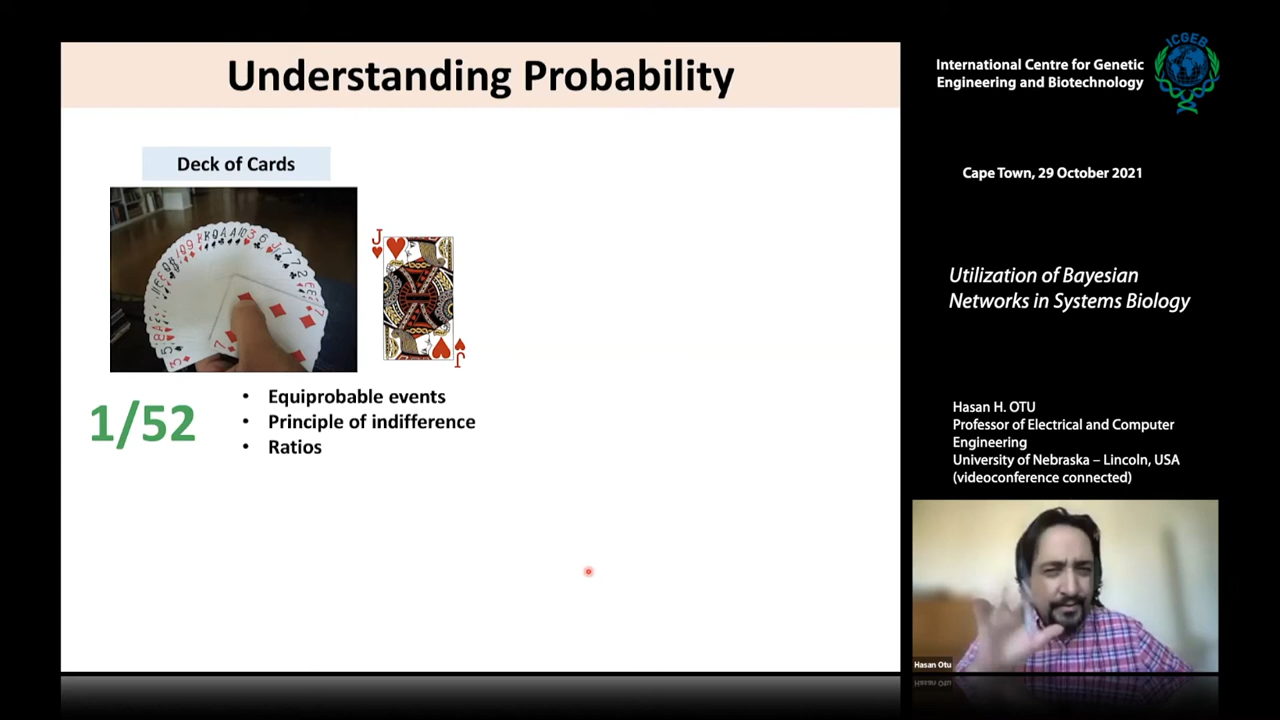 Understanding Probability
Deck of Cards
J
J
1/52
• Equiprobable events
• Principle of indifference
• Ratios
ICGEB
International Centre for Genetic
Engineering and Biotechnology
Cape Town, 29 October 2021
Utilization of Bayesian
Networks in Systems Biology
Hasan H. OTU
Professor of Electrical and Computer
Engineering
University of Nebraska – Lincoln, USA
(videoconference connected)
Hasan Otu